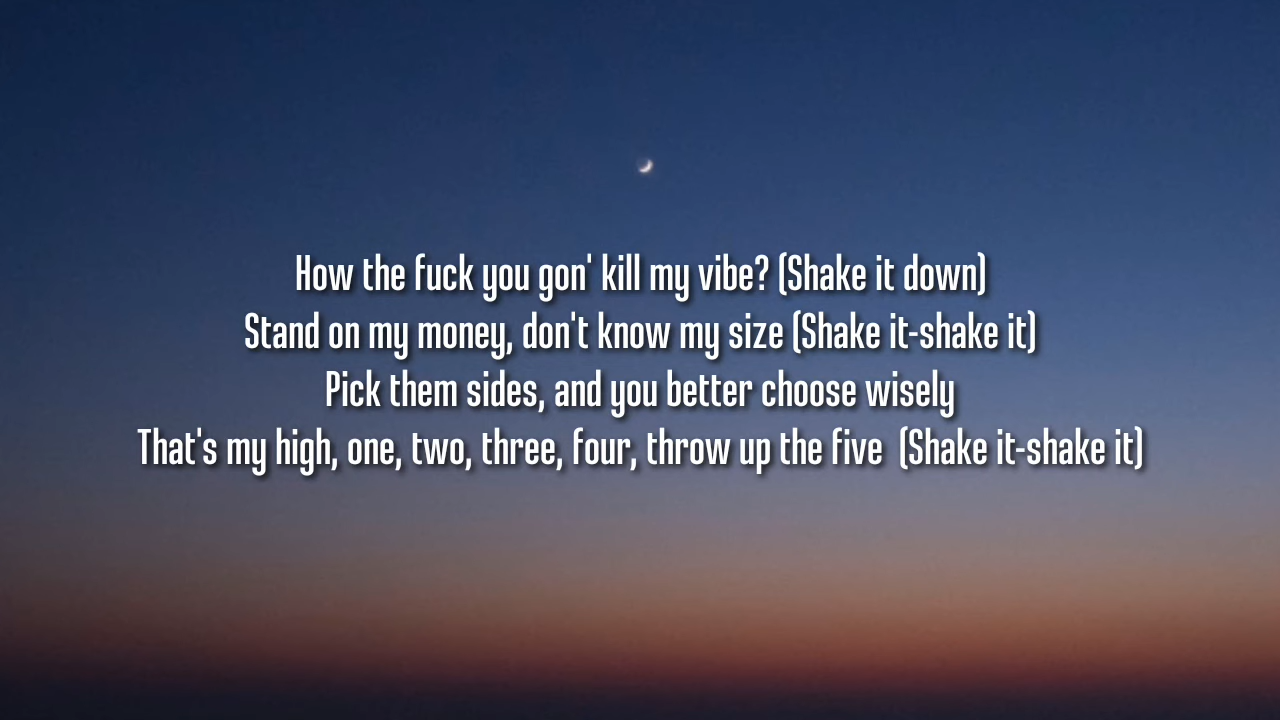 How the fuck you gon' kill my vibe? (Shake it down)
Stand on my money, don't know my size (Shake it-shake it)
Pick them sides, and you better choose wisely
That's my high, one, two, three, four, throw up the five (Shake it-shake it)